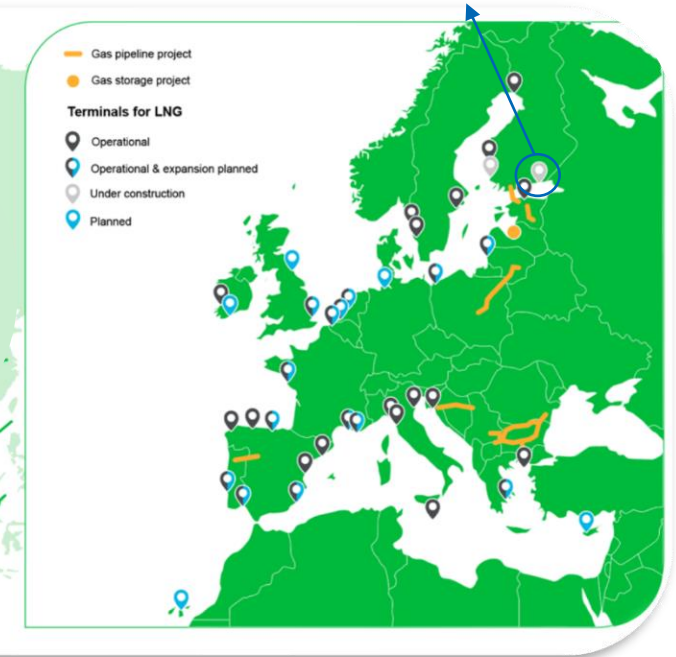 Gas pipeline project
Gas storage project
Terminals for LNG
Operational
Operational & expansion planned
Under construction
Planned